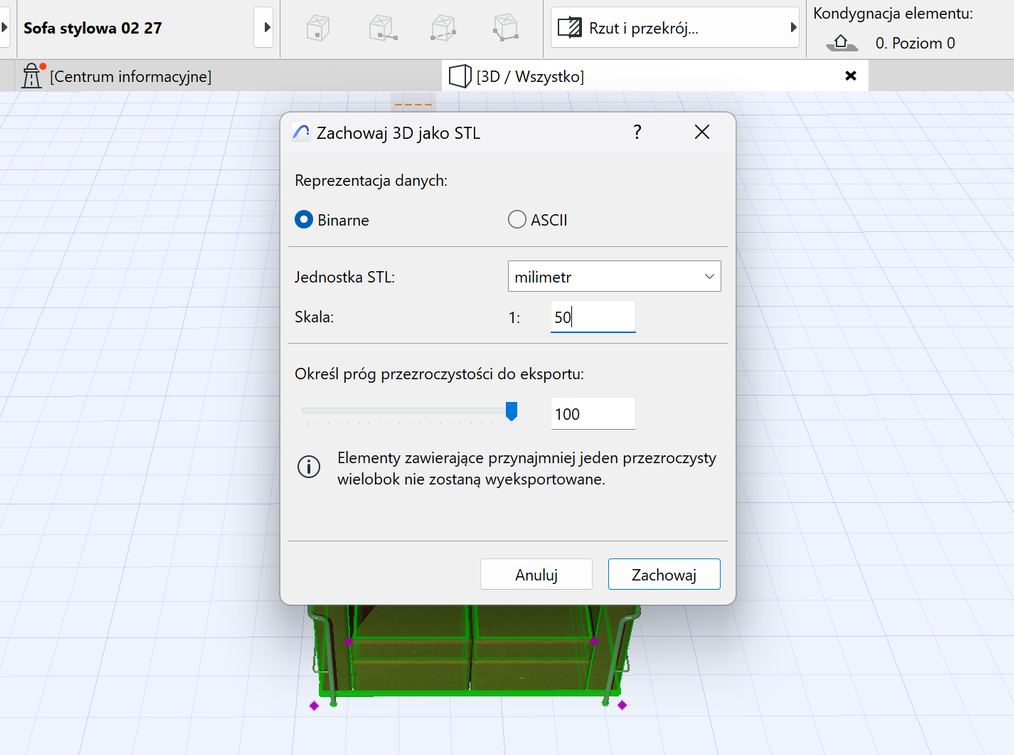 Sofa stylowa 02 27
Rzut i przekrój...
Kondygnacja elementu:
0. Poziom 0
[Centrum informacyjne]
[3D / Wszystko]
Zachowaj 3D jako STL
?
Reprezentacja danych:
Binarne
ASCII
Jednostka STL:
milimetr
Skala:
1:
50
Określ próg przezroczystości do eksportu:
100
Elementy zawierające przynajmniej jeden przezroczysty
wielobok nie zostaną wyeksportowane.
Anuluj
Zachowaj